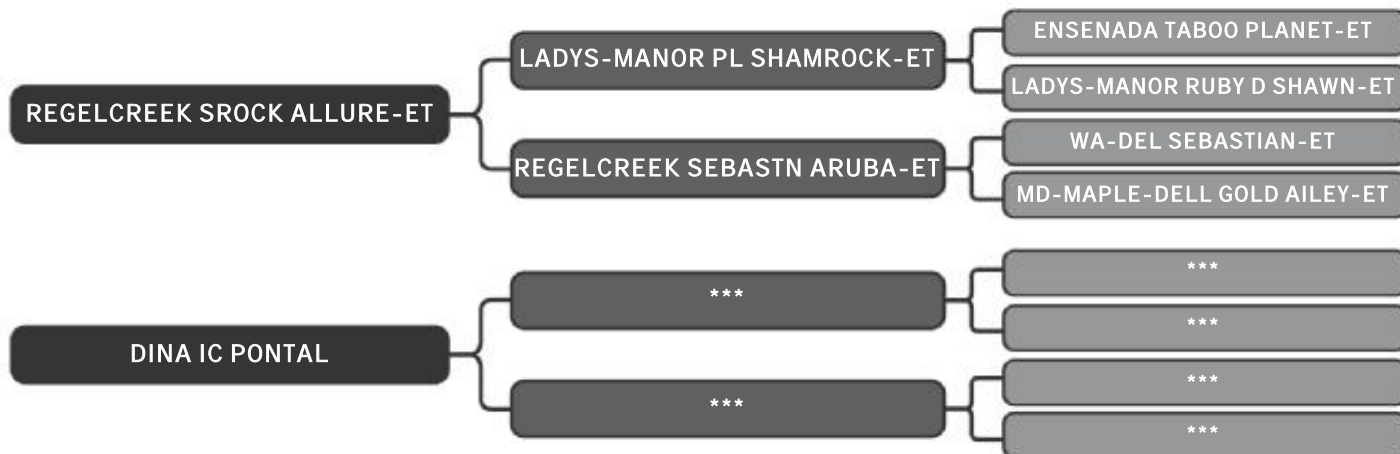 REGELCREEK SROCK ALLURE-ET
LADYS-MANOR PL SHAMROCK-ET
ENSENADA TABOO PLANET-ET
LADYS-MANOR RUBY D SHAWN-ET
REGELCREEK SEBASTN ARUBA-ET
WA-DEL SEBASTIAN-ET
MD-MAPLE-DELL GOLD AILEY-ET
DINA IC PONTAL
***
***
***
***
***
***